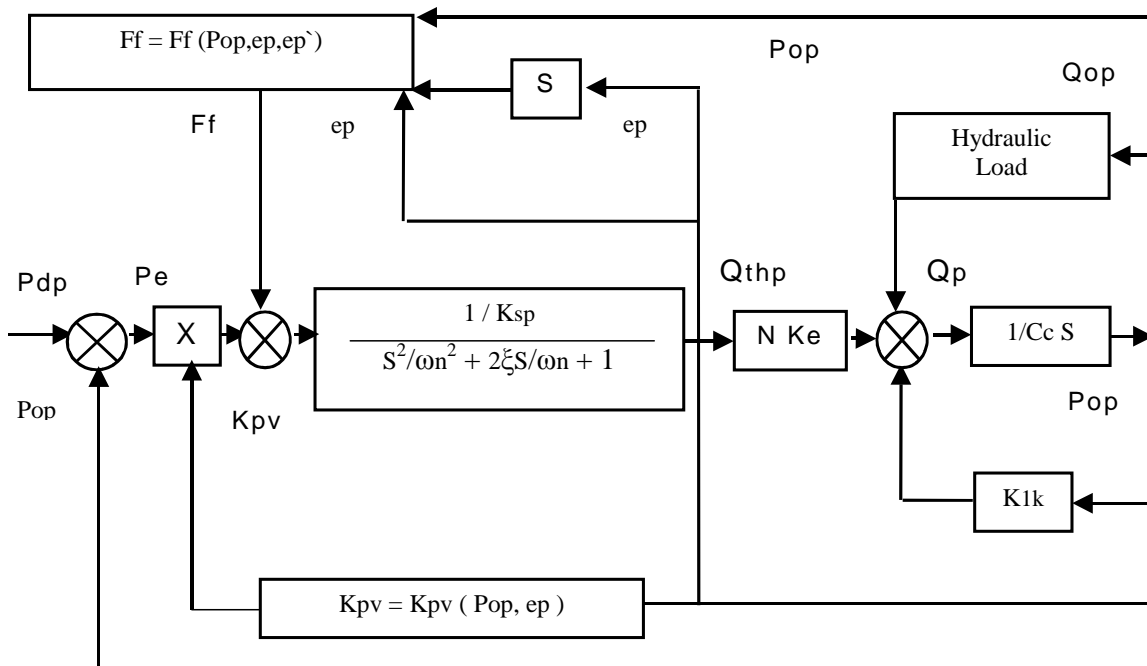 Ff = Ff (Pop,ep,ep`)
Pop
Qop
S
Ff
ep
ep
Hydraulic
Load
Pdp
Pe
Qthp
Qp
1 / Ksp
S²/ωn² + 2ξS/ωn + 1
X
N Ke
1/Cc S
Pop
Kpv
Pop
K1k
Kpv = Kpv ( Pop, ep )